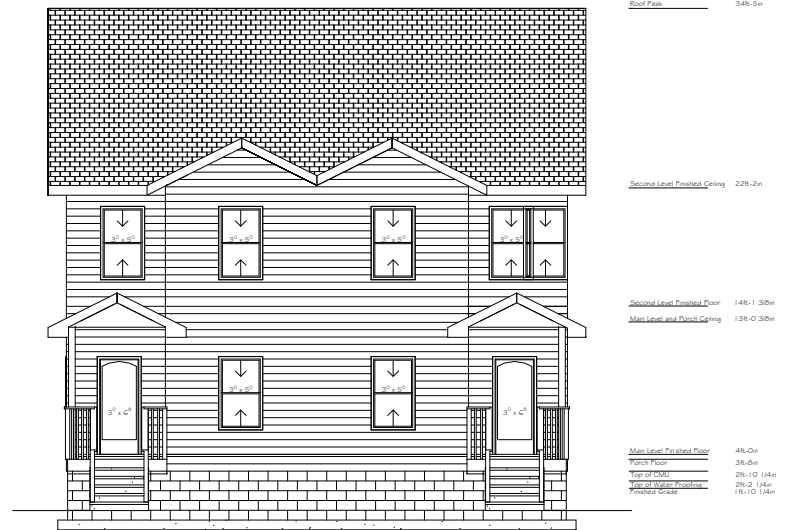 Roof Peak 34ft-5in
Second Level Finished Ceiling 22ft-2in
3⁰ x 5⁰ 3⁰ x 5⁰ 3⁰ x 5⁰ 3⁰ x 5⁰
Second Level Finished Floor 14ft-1 3/8in
Main Level and Porch Ceiling 13ft-0 3/8in
3⁰ x 5⁰ 3⁰ x 5⁰
3⁰ x 6⁸ 3⁰ x 6⁸
Main Level Finished Floor 4ft-0in
Porch Floor 3ft-8in
Top of CMU 2ft-10 1/4in
Top of Water Proofing 2ft-2 1/4in
Finished Grade 1ft-10 1/4in